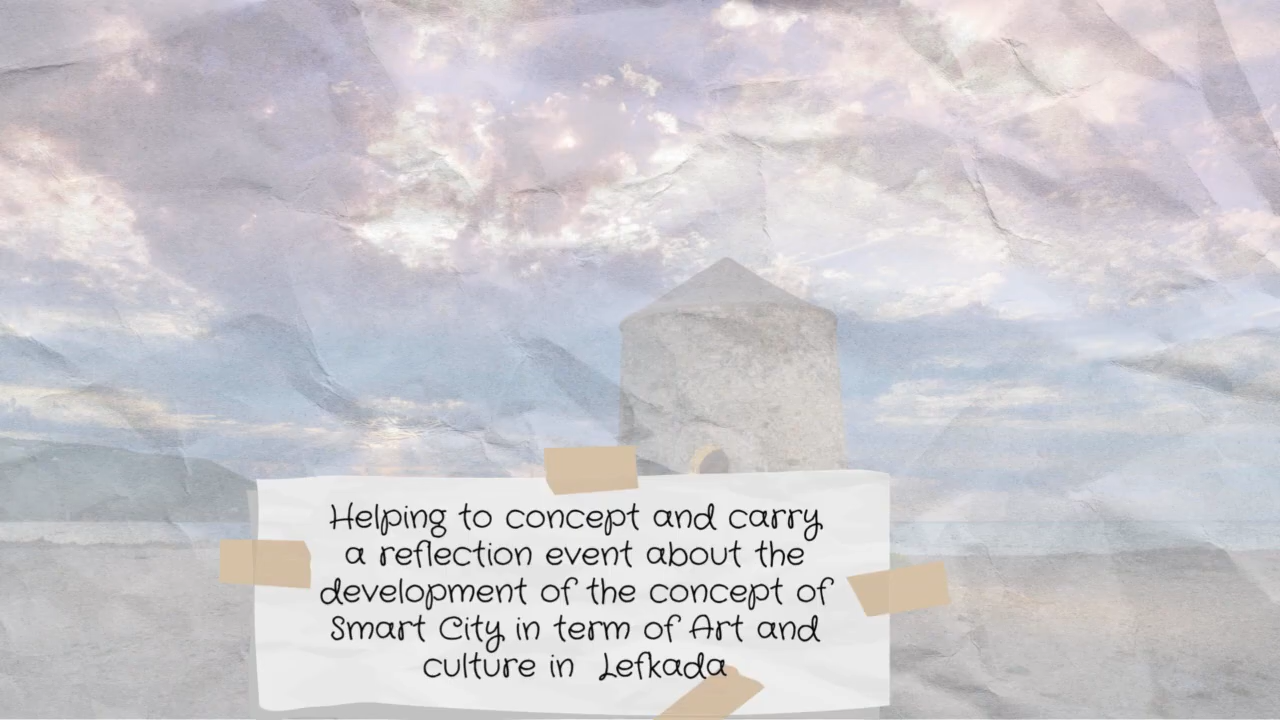 Helping to concept and carry
a reflection event about the
development of the concept of
Smart City in term of Art and
culture in Lefkada